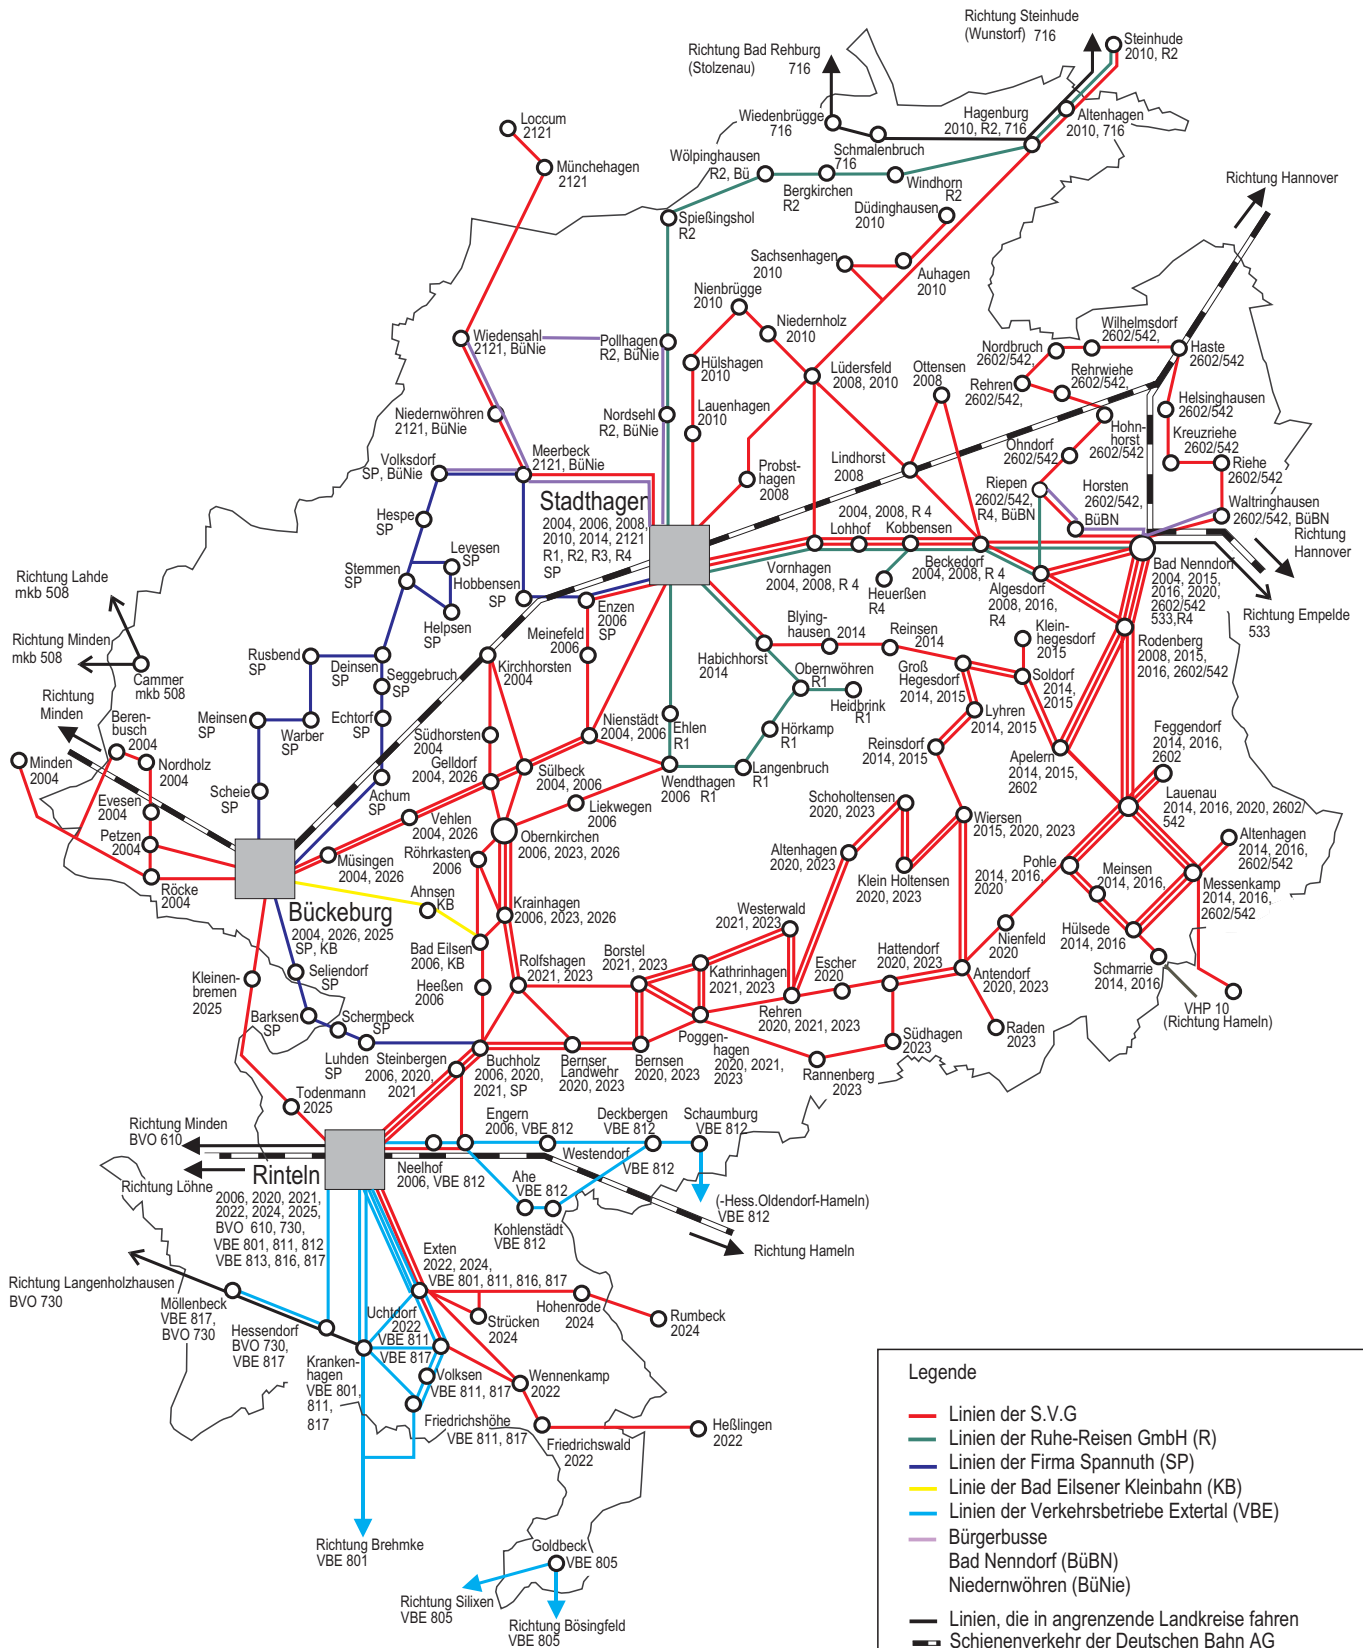 Richtung Steinhude
(Wunstorf) 716
Steinhude
2010, R2
Richtung Bad Rehburg
(Stolzenau) 716
Hagenburg
2010, R2, 716
Altenhagen
2010, 716
Wiedenbrügge
716
Schmalenbruch
716
Loccum
2121
Münchehagen
2121
Wölpinghausen
R2, Bü
Bergkirchen
R2
Windhorn
R2
Richtung Hannover
Spießingshol
R2
Düdinghausen
2010
Sachsenhagen
2010
Auhagen
2010
Nienbrügge
2010
Niedernholz
2010
Wiedensahl
2121, BüNie
Pollhagen
R2, BüNie
Hülshagen
2010
Lüdersfeld
2008, 2010
Ottensen
2008
Wilhelmsdorf
2602/542,
Nordbruch
2602/542,
Haste
2602/542
Rehrwiehe
2602/542,
Rehren
2602/542,
Helsinghausen
2602/542
Niedernwöhren
2121, BüNie
Nordsehl
R2, BüNie
Lauenhagen
2010
Hohn-
horst
2602/542
Kreuzriehe
2602/542
Ohndorf
2602/542
Riehe
2602/542
Volksdorf
SP, BüNie
Meerbeck
2121, BüNie
Probst-
hagen
2008
Lindhorst
2008
Riepen
2602/542,
R4, BüBN
Horsten
2602/542,
BüBN
Waltringhausen
2602/542, BüBN
Richtung
Hannover
Stadthagen
2004, 2006, 2008,
2010, 2014, 2121
R1, R2, R3, R4
SP
Hespe
SP
Levesen
SP
Stemmen
SP
Hobbensen
SP
Helpsen
SP
2004, 2008, R 4
Lohhof
Kobbensen
Vornhagen
2004, 2008, R 4
Beckedorf
2004, 2008, R 4
Heuerßen
R4
Algesdorf
2008, 2016,
R4
Bad Nenndorf
2004, 2015,
2016, 2020,
2602/542
533,R4
Richtung Empelde
533
Richtung Lahde
mkb 508
Richtung Minden
mkb 508
Cammer
mkb 508
Enzen
2006
SP
Meinefeld
2006
Blying-
hausen
2014
Reinsen
2014
Klein-
hegesdorf
2015
Rodenberg
2008, 2015,
2016, 2602/542
Rusbend
SP
Deinsen
SP
Kirchhorsten
2004
Habichhorst
2014
Obernwöhren
R1
Groß
Hegesdorf
2014, 2015
Soldorf
2014,
2015
Seggebruch
SP
Heidbrink
R1
Richtung
Minden
Beren-
busch
2004
Meinsen
SP
Warber
SP
Echtorf
SP
Südhorsten
2004
Nienstädt
2004, 2006
Ehlen
R1
Hörkamp
R1
Lyhren
2014, 2015
Reinsdorf
2014, 2015
Apelern
2014, 2015,
2602
Feggendorf
2014, 2016,
2602
Minden
2004
Nordholz
2004
Gelldorf
2004, 2026
Sülbeck
2004, 2006
Wendthagen
2006 R1
Langenbruch
R1
Evesen
2004
Scheie
SP
Achum
SP
Liekwegen
2006
Schoholtensen
2020, 2023
Wiersen
2015, 2020, 2023
Lauenau
2014, 2016, 2020, 2602/
542
Petzen
2004
Vehlen
2004, 2026
Obernkirchen
2006, 2023, 2026
Altenhagen
2020, 2023
Altenhagen
2014, 2016,
2602/542
Müsingen
2004, 2026
Röhrkasten
2006
Klein Holtensen
2020, 2023
Pohle
2014, 2016,
2020
Meinsen
2014, 2016,
Messenkamp
2014, 2016,
2602/542
Röcke
2004
Ahnsen
KB
Krainhagen
2006, 2023, 2026
Westerwald
2021, 2023
Bückeburg
2004, 2026, 2025
SP, KB
Bad Eilsen
2006, KB
Nienfeld
2020
Hülsede
2014, 2016
Kleinen-
bremen
2025
Seliendorf
SP
Rolfshagen
2021, 2023
Borstel
2021, 2023
Kathrinhagen
2021, 2023
Escher
2020
Hattendorf
2020, 2023
Antendorf
2020, 2023
Schmarrie
2014, 2016
Heeßen
2006
Rehren
2020, 2021, 2023
VHP 10
(Richtung Hameln)
Barksen
SP
Schermbeck
SP
Luhden
SP
Steinbergen
2006, 2020,
2021
Buchholz
2006, 2020,
2021, SP
Bernser
Landwehr
2020, 2023
Bernsen
2020, 2023
Poggen-
hagen
2020, 2021,
2023
Südhagen
2023
Raden
2023
Rannenberg
2023
Todenmann
2025
Richtung Minden
BVO 610
Engern
2006, VBE 812
Deckbergen
VBE 812
Schaumburg
VBE 812
Richtung Löhne
Rinteln
2006, 2020, 2021,
2022, 2024, 2025,
BVO 610, 730,
VBE 801, 811, 812
VBE 813, 816, 817
Neelhof
2006, VBE 812
Westendorf
VBE 812
Ahe
VBE 812
Kohlenstädt
VBE 812
(-Hess.Oldendorf-Hameln)
VBE 812
Richtung Hameln
Exten
2022, 2024,
VBE 801, 811, 816, 817
Richtung Langenholzhausen
BVO 730
Möllenbeck
VBE 817,
BVO 730
Hessendorf
BVO 730,
VBE 817
Uchtdorf
2022
VBE 811
VBE 817
Strücken
2024
Hohenrode
2024
Rumbeck
2024
Kranken-
hagen
VBE 801,
811,
817
Volksen
VBE 811, 817
Wennenkamp
2022
Friedrichshöhe
VBE 811, 817
Friedrichswald
2022
Heßlingen
2022
Richtung Brehmke
VBE 801
Goldbeck
VBE 805
Richtung Silixen
VBE 805
Richtung Bösingfeld
VBE 805
Legende
Linien der S.V.G
Linien der Ruhe-Reisen GmbH (R)
Linien der Firma Spannuth (SP)
Linie der Bad Eilsener Kleinbahn (KB)
Linien der Verkehrsbetriebe Extertal (VBE)
Bürgerbusse
Bad Nenndorf (BüBN)
Niedernwöhren (BüNie)
Linien, die in angrenzende Landkreise fahren
Schienenverkehr der Deutschen Bahn AG